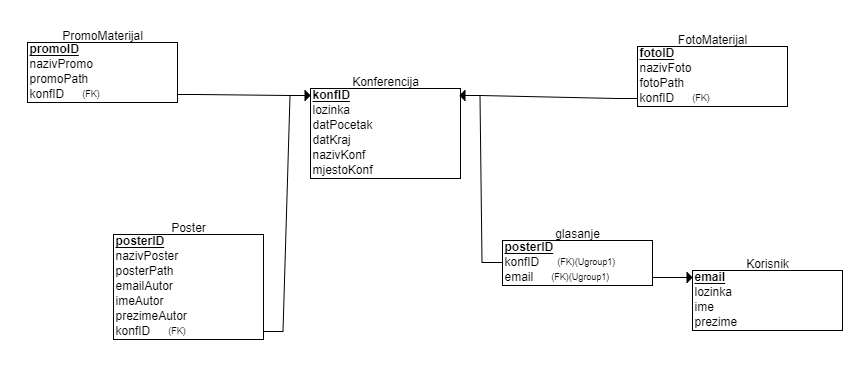 PromoMaterijal
promoID
nazivPromo
promoPath
konfID (FK)
FotoMaterijal
fotoID
nazivFoto
fotoPath
konfID (FK)
Konferencija
konfID
lozinka
datPocetak
datKraj
nazivKonf
mjestoKonf
Poster
posterID
nazivPoster
posterPath
emailAutor
imeAutor
prezimeAutor
konfID (FK)
glasanje
posterID
konfID (FK)(Ugroup1)
email (FK)(Ugroup1)
Korisnik
email
lozinka
ime
prezime